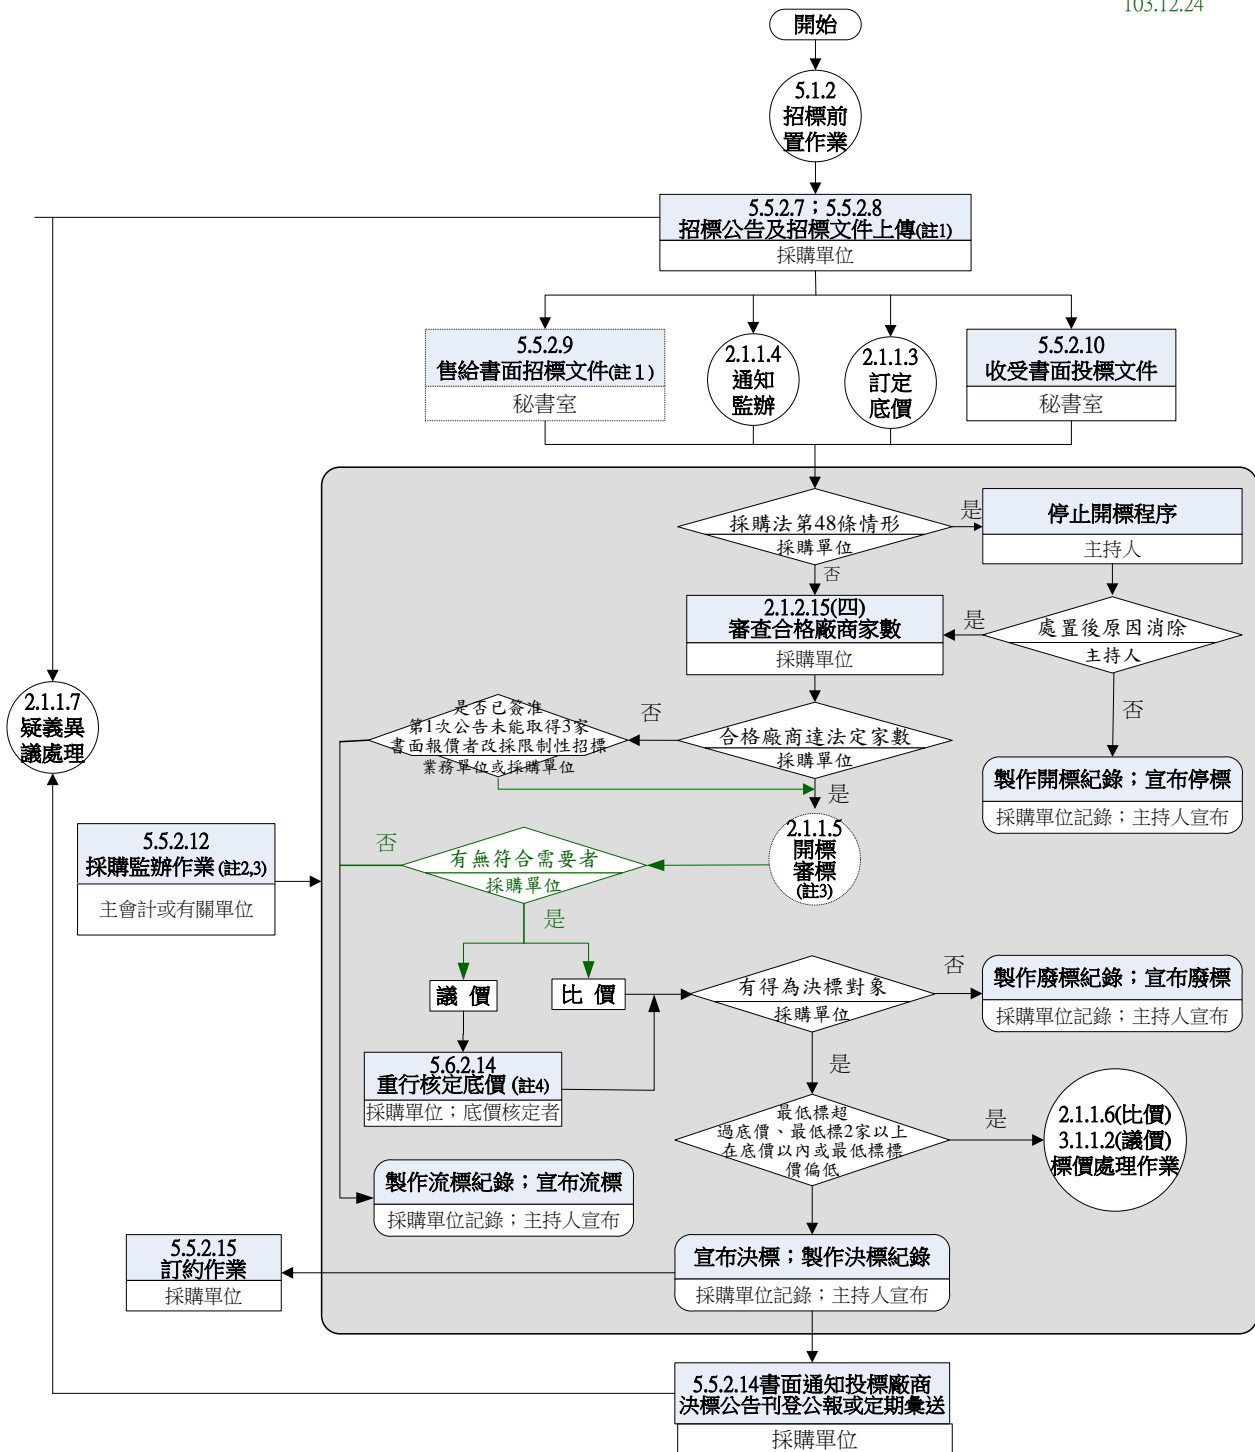 103.12.24
開始
5.1.2
招標前
置作業
5.5.2.7；5.5.2.8
招標公告及招標文件上傳(註1)
採購單位
5.5.2.9
售給書面招標文件(註1)
秘書室
2.1.1.4
通知
監辦
2.1.1.3
訂定
底價
5.5.2.10
收受書面投標文件
秘書室
採購法第48條情形
採購單位
是
停止開標程序
主持人
否
2.1.2.15(四)
審查合格廠商家數
採購單位
是
處置後原因消除
主持人
2.1.1.7
疑義異
議處理
是否已簽准
第1次公告未能取得3家
書面報價者改採限制性招標
業務單位或採購單位
否
合格廠商達法定家數
採購單位
否
製作開標紀錄；宣布停標
採購單位記錄；主持人宣布
是
5.5.2.12
採購監辦作業(註2,3)
主會計或有關單位
否
有無符合需要者
採購單位
2.1.1.5
開標
審標
(註3)
是
議價
比價
有得為決標對象
採購單位
否
製作廢標紀錄；宣布廢標
採購單位記錄；主持人宣布
5.6.2.14
重行核定底價(註4)
採購單位；底價核定者
是
最低標超
過底價、最低標2家以上
在底價以內或最低標標
價偏低
是
2.1.1.6(比價)
3.1.1.2(議價)
標價處理作業
製作流標紀錄；宣布流標
採購單位記錄；主持人宣布
5.5.2.15
訂約作業
採購單位
宣布決標；製作決標紀錄
採購單位記錄；主持人宣布
5.5.2.14書面通知投標廠商
決標公告刊登公報或定期彙送
採購單位